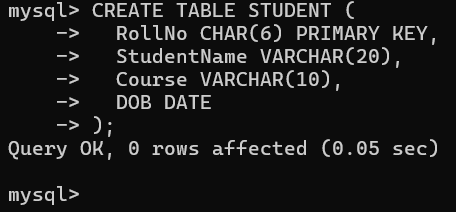 mysql> CREATE TABLE STUDENT (
    ->   RollNo CHAR(6) PRIMARY KEY,
    ->   StudentName VARCHAR(20),
    ->   Course VARCHAR(10),
    ->   DOB DATE
    -> );
Query OK, 0 rows affected (0.05 sec)
mysql>